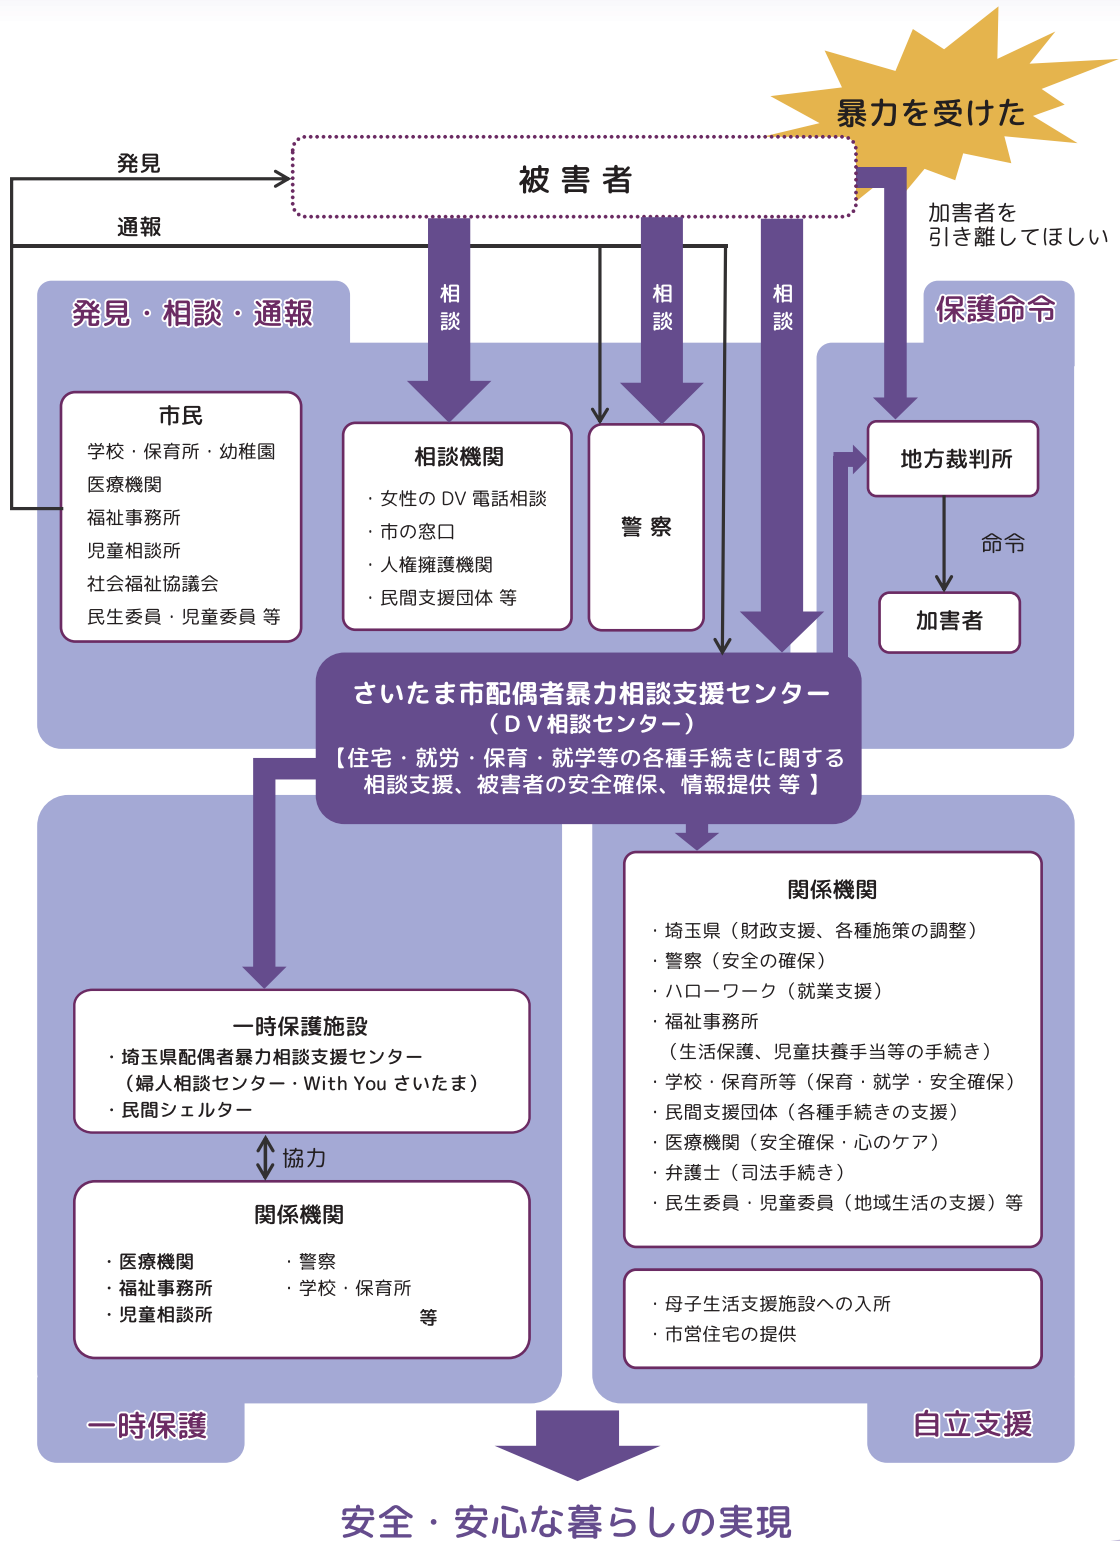 暴力を受けた
被害者
発見
通報
加害者を
引き離してほしい
相談
相談
相談
発見・相談・通報
保護命令
市民
学校・保育所・幼稚園
医療機関
福祉事務所
児童相談所
社会福祉協議会
民生委員・児童委員 等
相談機関
・女性の DV 電話相談
・市の窓口
・人権擁護機関
・民間支援団体 等
警察
地方裁判所
命令
加害者
さいたま市配偶者暴力相談支援センター
（ＤＶ相談センター）
【住宅・就労・保育・就学等の各種手続きに関する
相談支援、被害者の安全確保、情報提供 等 】
一時保護施設
・埼玉県配偶者暴力相談支援センター
（婦人相談センター・With You さいたま）
・民間シェルター
協力
関係機関
・医療機関
・福祉事務所
・児童相談所
・警察
・学校・保育所
等
一時保護
関係機関
・埼玉県（財政支援、各種施策の調整）
・警察（安全の確保）
・ハローワーク（就業支援）
・福祉事務所
（生活保護、児童扶養手当等の手続き）
・学校・保育所等（保育・就学・安全確保）
・民間支援団体（各種手続きの支援）
・医療機関（安全確保・心のケア）
・弁護士（司法手続き）
・民生委員・児童委員（地域生活の支援）等
・母子生活支援施設への入所
・市営住宅の提供
自立支援
安全・安心な暮らしの実現